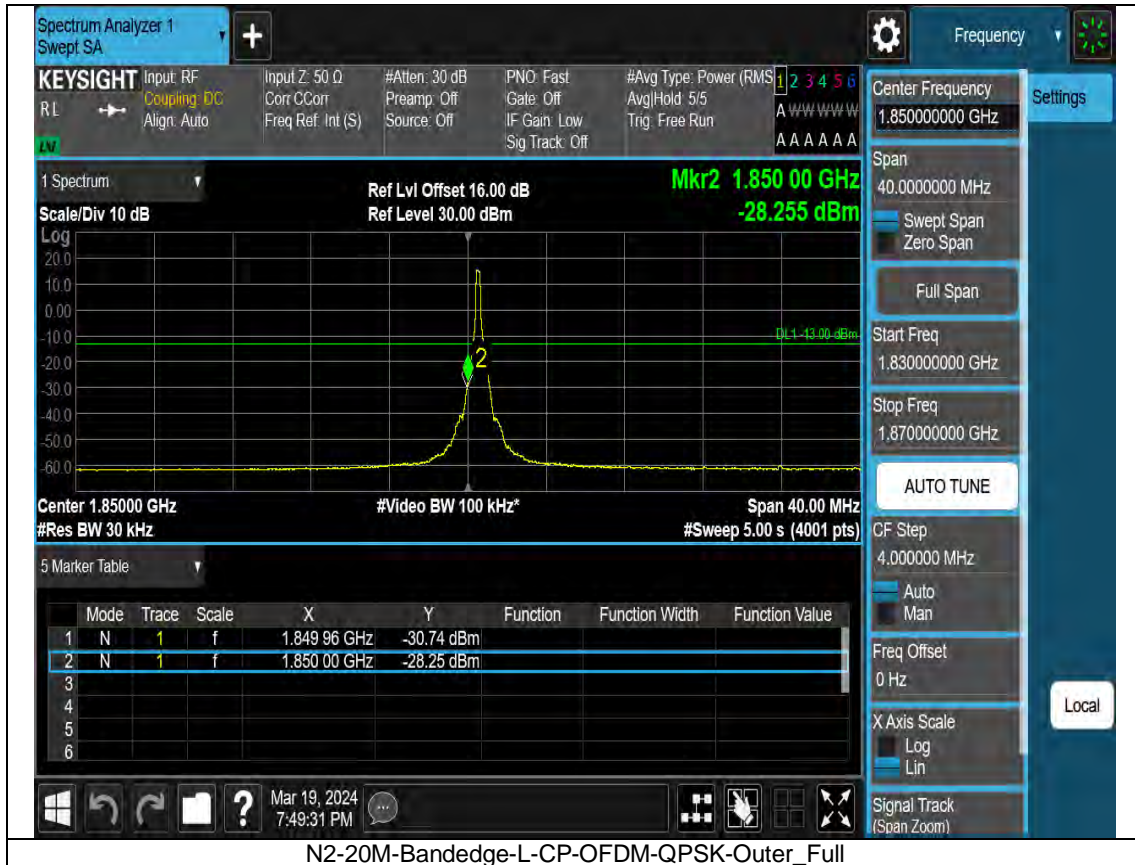 Spectrum Analyzer 1
Swept SA
Frequency
KEYSIGHT
RL
Input: RF
Coupling: DC
Align: Auto
Input Z: 50 Ω
Corr CCorr
Freq Ref: Int (S)
#Atten: 30 dB
Preamp: Off
Source: Off
PNO: Fast
Gate: Off
IF Gain: Low
Sig Track: Off
#Avg Type: Power (RMS
Avg|Hold: 5/5
Trig: Free Run
1 2 3 4 5 6
A W W W W W
A A A A A A
1 Spectrum
Scale/Div 10 dB
Log
Ref Lvl Offset 16.00 dB
Ref Level 30.00 dBm
Mkr2 1.850 00 GHz
-28.255 dBm
20.0
10.0
0.00
-10.0
-20.0
-30.0
-40.0
-50.0
-60.0
DL1 -13.00 dBm
2
Center 1.85000 GHz
#Res BW 30 kHz
#Video BW 100 kHz*
Span 40.00 MHz
#Sweep 5.00 s (4001 pts)
5 Marker Table
Mode Trace Scale X Y Function Function Width Function Value
1 N 1 f 1.849 96 GHz -30.74 dBm
2 N 1 f 1.850 00 GHz -28.25 dBm
3
4
5
6
Mar 19, 2024
7:49:31 PM
Center Frequency
1.850000000 GHz
Settings
Span
40.0000000 MHz
Swept Span
Zero Span
Full Span
Start Freq
1.830000000 GHz
Stop Freq
1.870000000 GHz
AUTO TUNE
CF Step
4.000000 MHz
Auto
Man
Freq Offset
0 Hz
Local
X Axis Scale
Log
Lin
Signal Track
(Span Zoom)
N2-20M-Bandedge-L-CP-OFDM-QPSK-Outer_Full